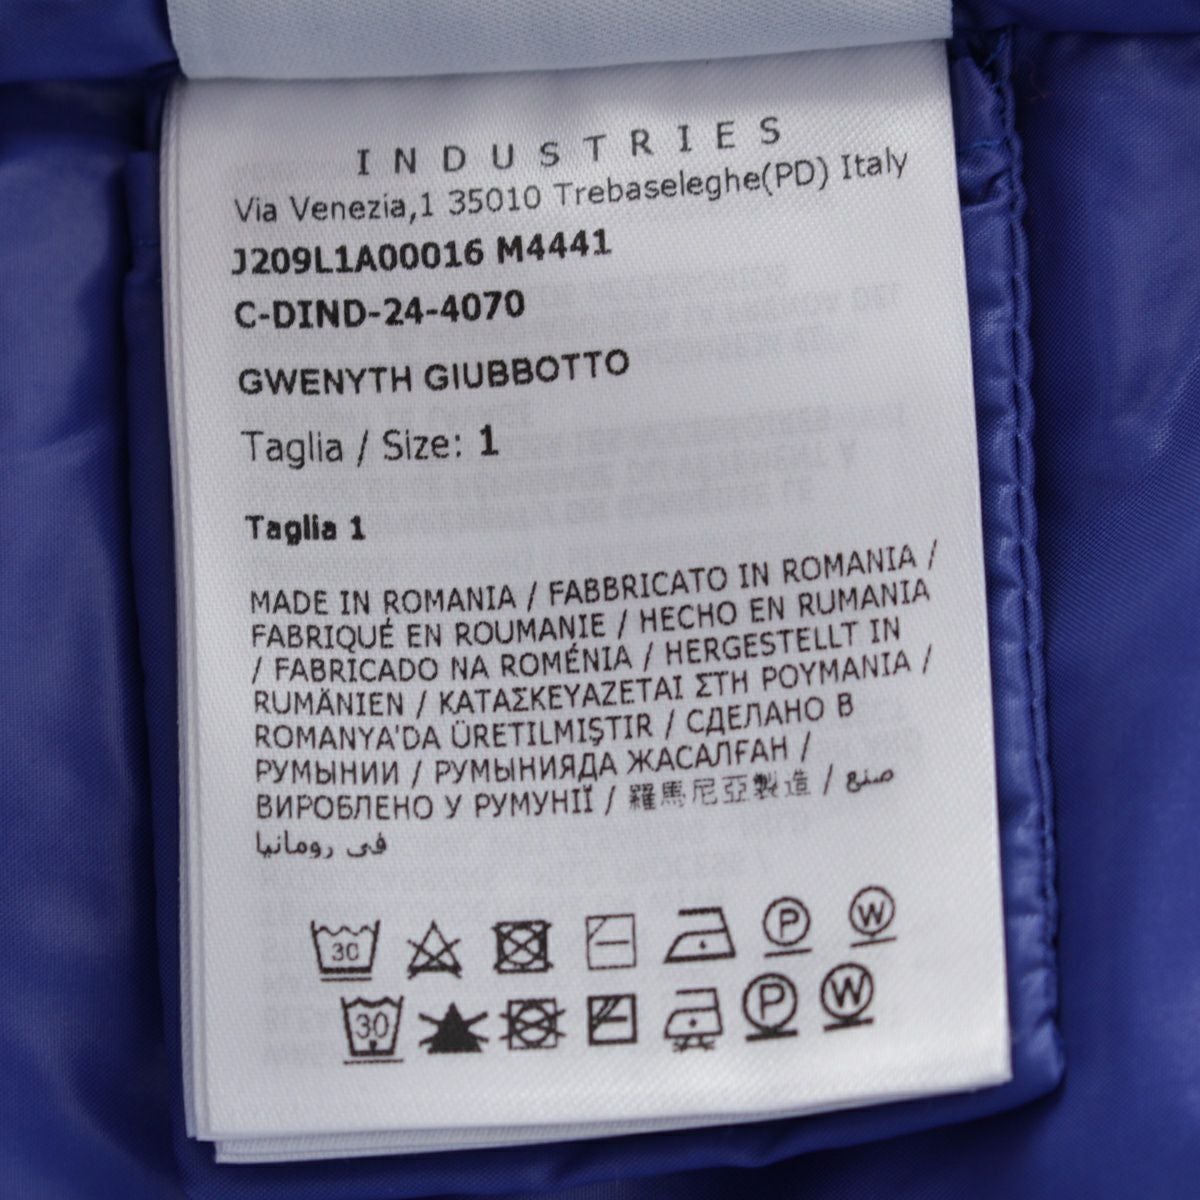 INDUSTRIES
Via Venezia,1 35010 Trebaseleghe(PD) Italy
J209L1A00016 M4441
C-DIND-24-4070
GWENYTH GIUBBOTTO
Taglia / Size: 1
Taglia 1
MADE IN ROMANIA / FABBRICATO IN ROMANIA /
FABRIQUÉ EN ROUMANIE / HECHO EN RUMANIA
/ FABRICADO NA ROMÉNIA / HERGESTELLT IN
RUMÄNIEN / ΚΑΤΑΣΚΕΥΑΖΕΤΑΙ ΣΤΗ ΡΟΥΜΑΝΙΑ /
ROMANYA'DA ÜRETILMIŞTIR / СДЕЛАНО В
РУМЫНИИ / РУМЫНИЯДА ЖАСАЛҒАН /
ВИРОБЛЕНО У РУМУНІЇ / 羅馬尼亞製造 / صنع
فى رومانيا
30 P W
30 P W